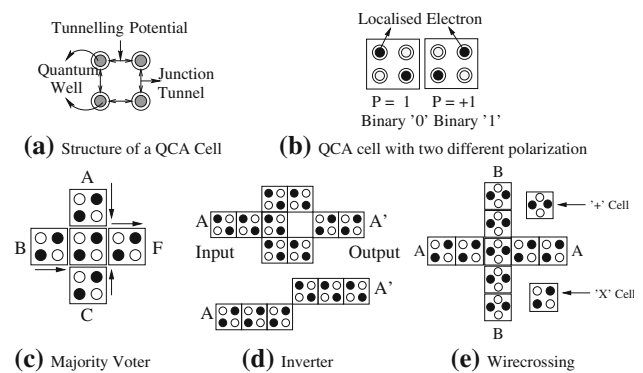 Tunnelling Potential
Quantum
Well
Junction
Tunnel
(a) Structure of a QCA Cell
Localised Electron
P = 1 P = +1
Binary '0' Binary '1'
(b) QCA cell with two different polarization
A
B
F
C
(c) Majority Voter
A
A'
Input
Output
A
A'
(d) Inverter
B
'+' Cell
A
A
'X' Cell
B
(e) Wirecrossing